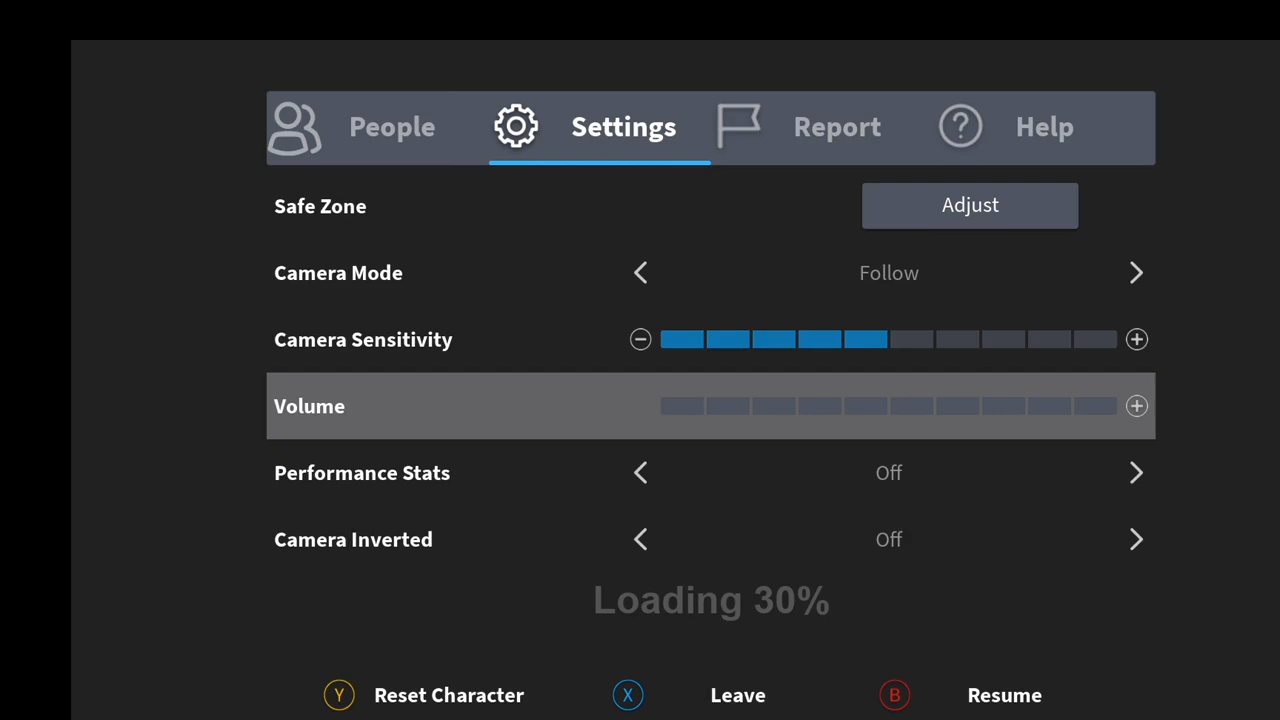 People Settings Report Help
Safe Zone Adjust
Camera Mode Follow
Camera Sensitivity
Volume
Performance Stats Off
Camera Inverted Off
Loading 30%
Y Reset Character X Leave B Resume